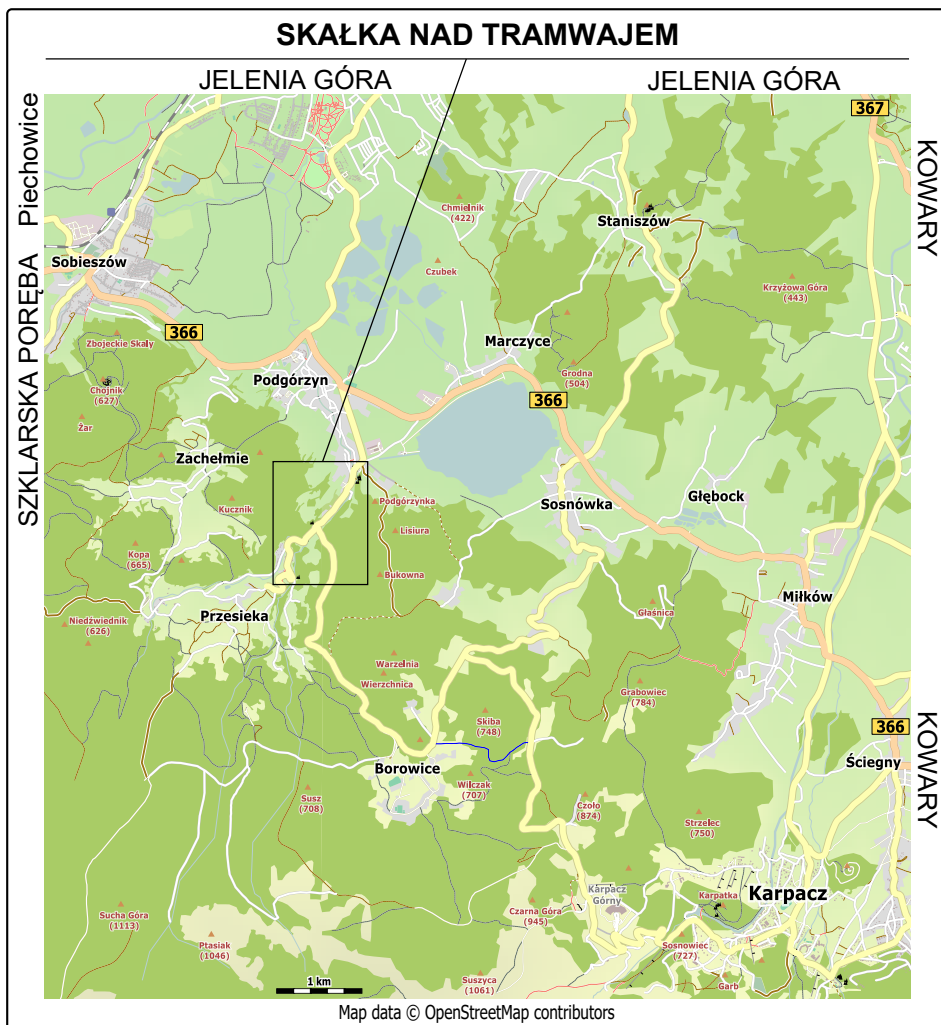 SKAŁKA NAD TRAMWAJEM
JELENIA GÓRA
JELENIA GÓRA
Piechowice
SZKLARSKA PORĘBA
KOWARY
KOWARY
367
Chmielnik
(422)
Staniszów
Sobieszów
Czubek
Krzyżowa Góra
(443)
366
Zbojeckie Skały
Marczyce
Podgórzyn
Grodna
(504)
Chojnik
(627)
366
Żar
Zachełmie
Kucznik
Podgórzynka
Sosnówka
Głębock
Lisiura
Kopa
(665)
Bukowna
Przesieka
Głaśnica
Miłków
Niedźwiednik
(626)
Warzelnia
Wierzchnica
Grabowiec
(784)
Skiba
(748)
366
Borowice
Ściegny
Susz
(708)
Wilczak
(707)
Czoło
(874)
Strzelec
(750)
Karpacz
Górny
Karpatka
Karpacz
Czarna Góra
(945)
Sucha Góra
(1113)
Ptasiak
(1046)
Sosnowiec
(727)
Suszyca
(1061)
Garb
1 km
Map data © OpenStreetMap contributors